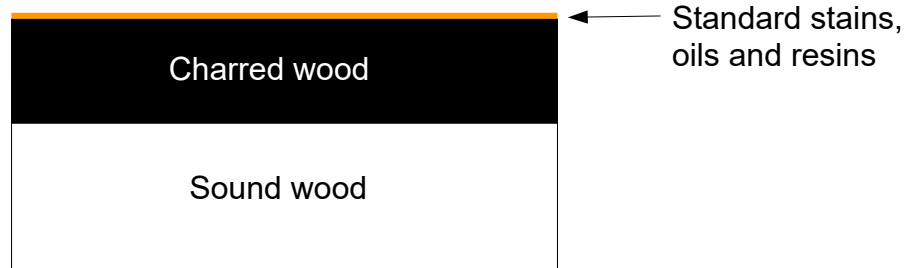 Standard stains,
oils and resins
Charred wood
Sound wood